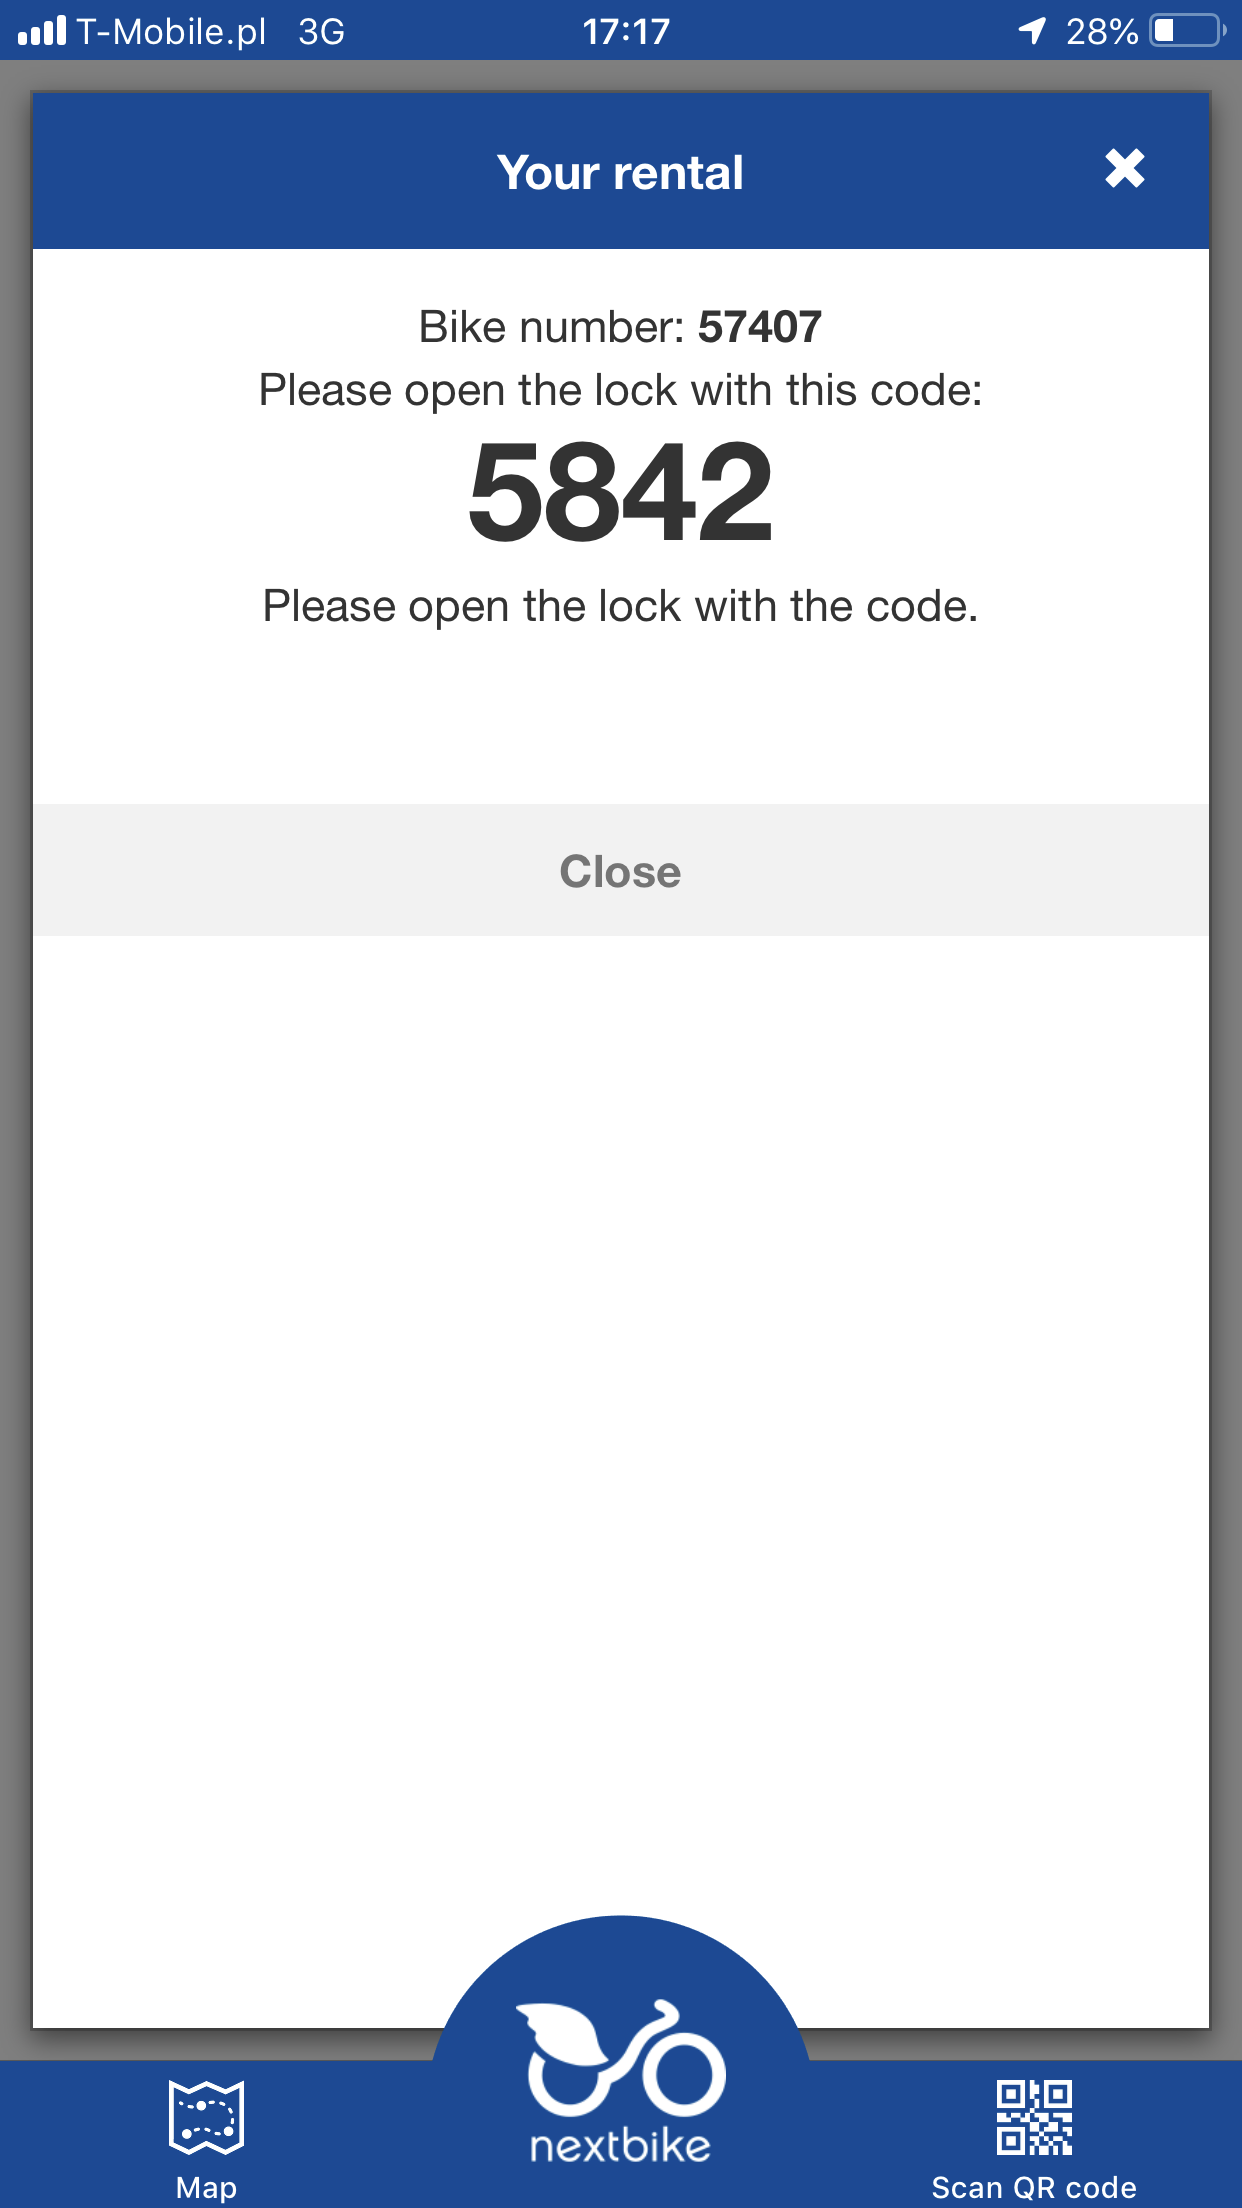 T-Mobile.pl 3G 17:17 28%
Your rental
Bike number: 57407
Please open the lock with this code:
5842
Please open the lock with the code.
Close
nextbike
Map
Scan QR code